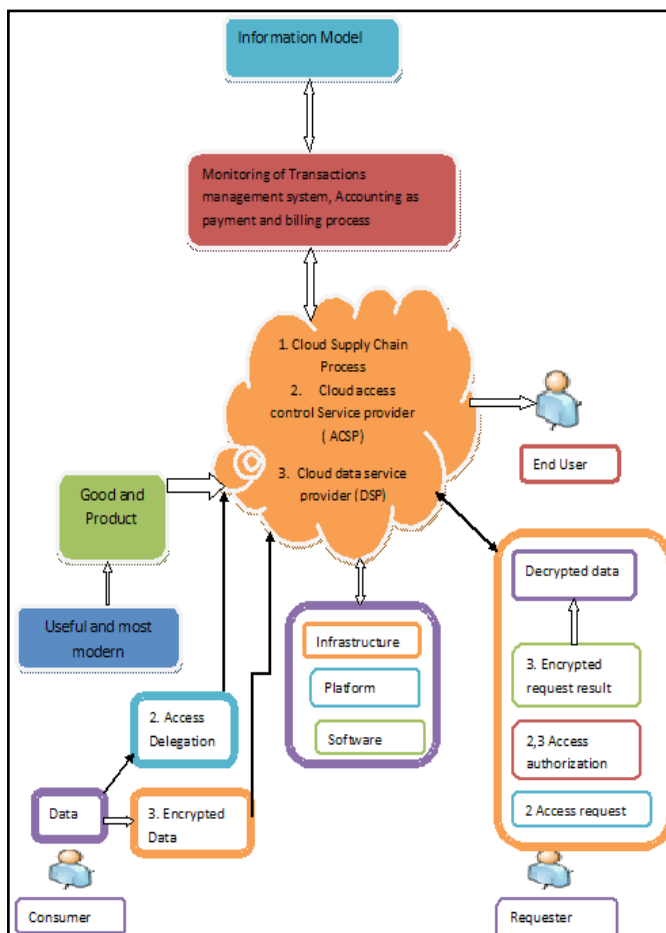 Information Model
Monitoring of Transactions
management system, Accounting as
payment and billing process
1. Cloud Supply Chain
Process
2. Cloud access
control Service provider
( ACSP)
3. Cloud data service
provider (DSP)
End User
Good and
Product
Useful and most
modern
Decrypted data
3. Encrypted
request result
2,3 Access
authorization
2 Access request
Infrastructure
Platform
Software
2. Access
Delegation
Data
3. Encrypted
Data
Consumer
Requester